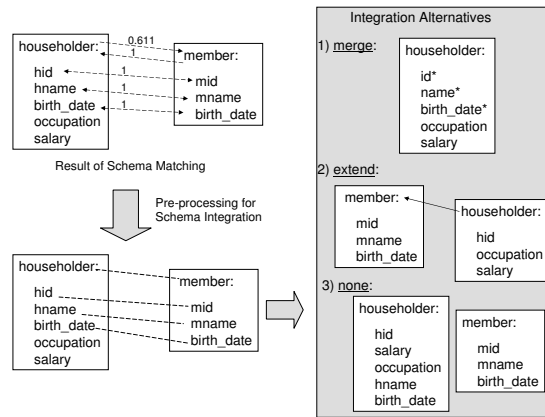 householder:
hid
hname
birth_date
occupation
salary
0.611
1
1
1
1
member:
mid
mname
birth_date
Result of Schema Matching
Pre-processing for
Schema Integration
householder:
hid
hname
birth_date
occupation
salary
member:
mid
mname
birth_date
Integration Alternatives
1) merge:
householder:
id*
name*
birth_date*
occupation
salary
2) extend:
member:
mid
mname
birth_date
householder:
hid
occupation
salary
3) none:
householder:
hid
salary
occupation
hname
birth_date
member:
mid
mname
birth_date